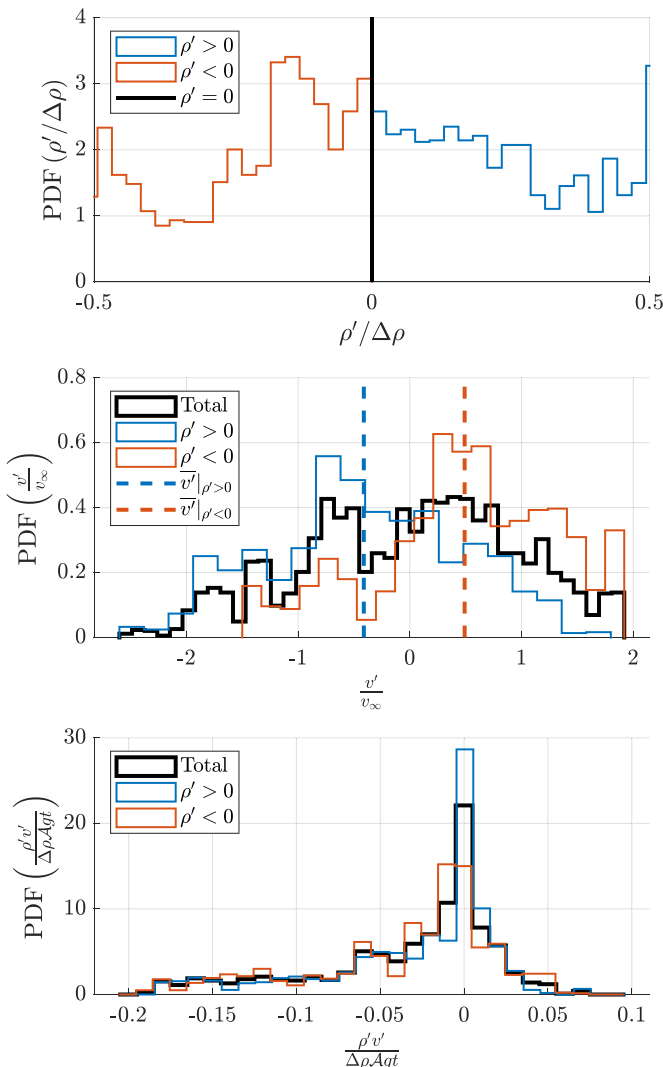 4
3
2
1
0
PDF (ρ′/Δρ)
ρ′ > 0
ρ′ < 0
ρ′ = 0
-0.5 0 0.5
ρ′/Δρ
0.8
0.6
0.4
0.2
0
PDF (v′/v∞)
Total
ρ′ > 0
ρ′ < 0
v̅′|ρ′>0
v̅′|ρ′<0
-2 -1 0 1 2
v′/v∞
30
20
10
0
PDF (ρ′v′/Δρ𝒜gt)
Total
ρ′ > 0
ρ′ < 0
-0.2 -0.15 -0.1 -0.05 0 0.05 0.1
ρ′v′/Δρ𝒜gt